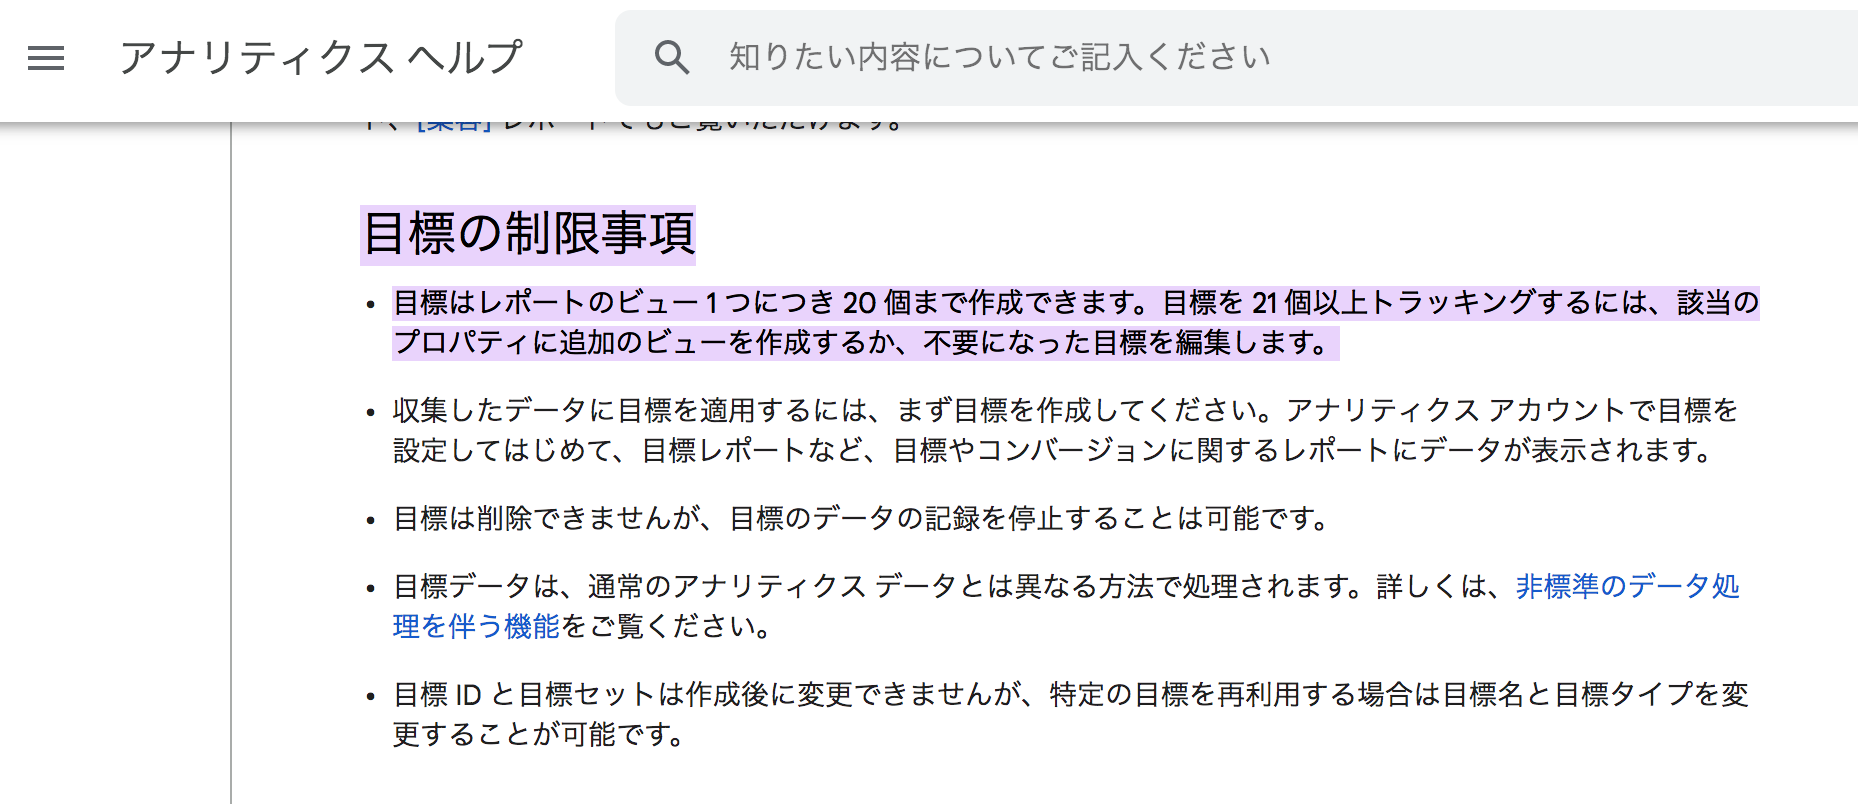 アナリティクス ヘルプ
知りたい内容についてご記入ください
目標の制限事項
• 目標はレポートのビュー 1 つにつき 20 個まで作成できます。目標を 21 個以上トラッキングするには、該当の
プロパティに追加のビューを作成するか、不要になった目標を編集します。
• 収集したデータに目標を適用するには、まず目標を作成してください。アナリティクス アカウントで目標を
設定してはじめて、目標レポートなど、目標やコンバージョンに関するレポートにデータが表示されます。
• 目標は削除できませんが、目標のデータの記録を停止することは可能です。
• 目標データは、通常のアナリティクス データとは異なる方法で処理されます。詳しくは、非標準のデータ処
理を伴う機能をご覧ください。
• 目標 ID と目標セットは作成後に変更できませんが、特定の目標を再利用する場合は目標名と目標タイプを変
更することが可能です。